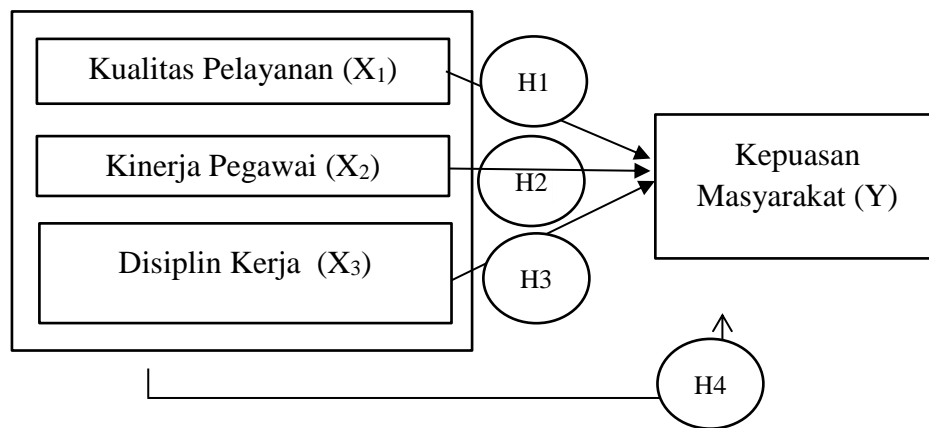 Kualitas Pelayanan (X₁)
H1
Kinerja Pegawai (X₂)
H2
Disiplin Kerja (X₃)
H3
Kepuasan
Masyarakat (Y)
H4